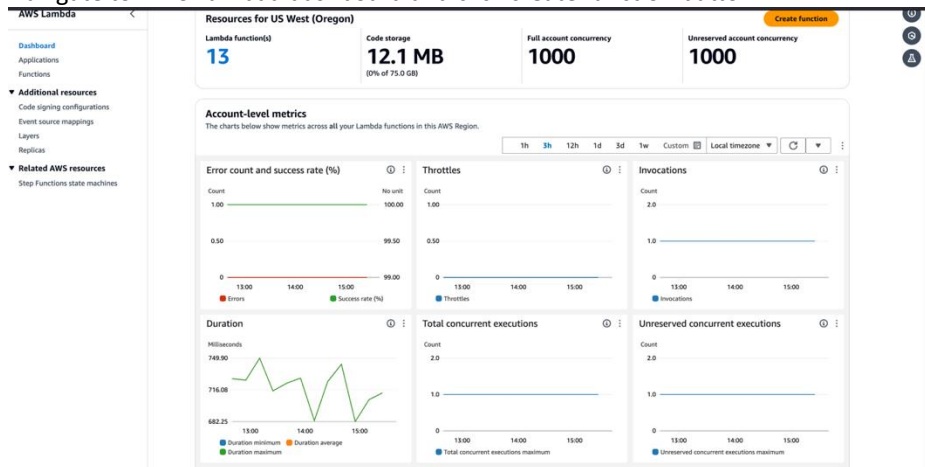 AWS Lambda
Dashboard
Applications
Functions
Additional resources
Code signing configurations
Event source mappings
Layers
Replicas
Related AWS resources
Step Functions state machines
Resources for US West (Oregon)
Create function
Lambda function(s)
13
Code storage
12.1 MB
(0% of 75.0 GB)
Full account concurrency
1000
Unreserved account concurrency
1000
Account-level metrics
The charts below show metrics across all your Lambda functions in this AWS Region.
1h 3h 12h 1d 3d 1w Custom Local timezone
Error count and success rate (%)
Count No unit
1.00 100.00
0.50 99.50
0 99.00
13:00 14:00 15:00
Errors Success rate (%)
Throttles
Count
1.00
0.50
0
13:00 14:00 15:00
Throttles
Invocations
Count
2.0
1.0
0
13:00 14:00 15:00
Invocations
Duration
Milliseconds
749.90
716.08
682.25
13:00 14:00 15:00
Duration minimum Duration average
Duration maximum
Total concurrent executions
Count
2.0
1.0
0
13:00 14:00 15:00
Total concurrent executions maximum
Unreserved concurrent executions
Count
2.0
1.0
0
13:00 14:00 15:00
Unreserved concurrent executions maximum